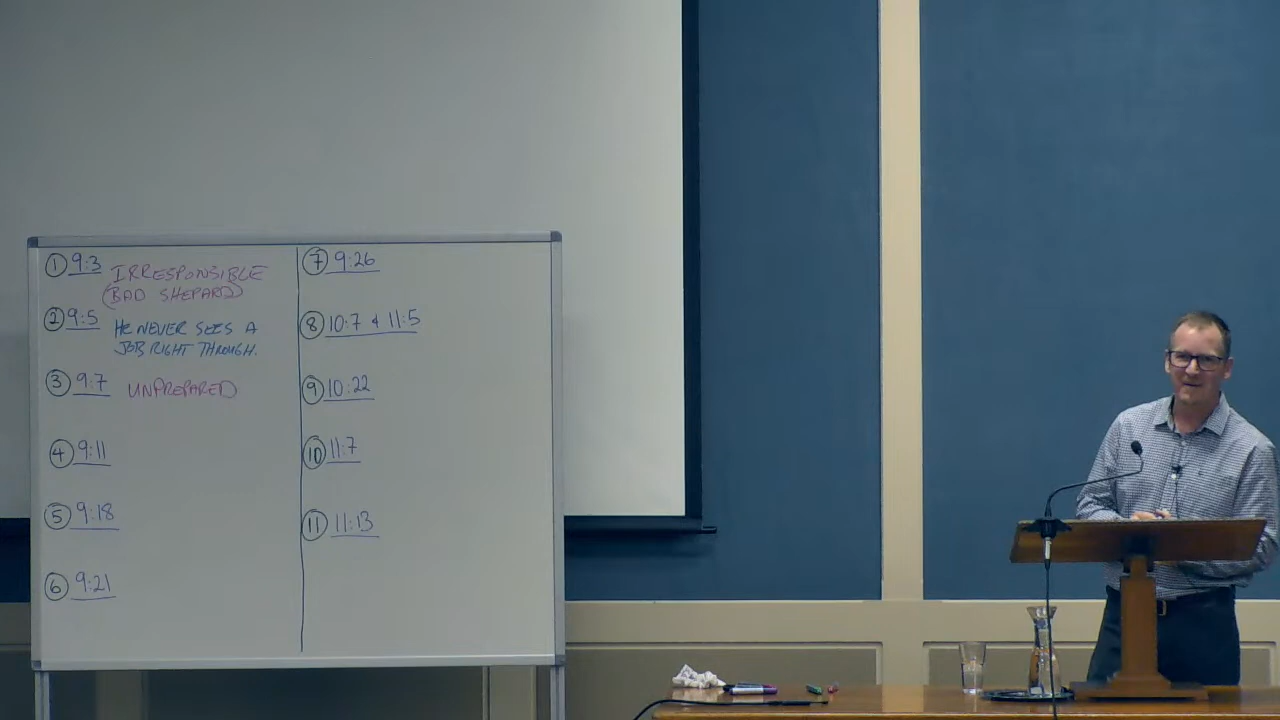 ① 9:3 IRRESPONSIBLE
(BAD SHEPARD)
② 9:5 HE NEVER SEES A
JOB RIGHT THROUGH.
③ 9:7 UNPREPARED
④ 9:11
⑤ 9:18
⑥ 9:21
⑦ 9:26
⑧ 10:7 & 11:5
⑨ 10:22
⑩ 11:7
⑪ 11:13